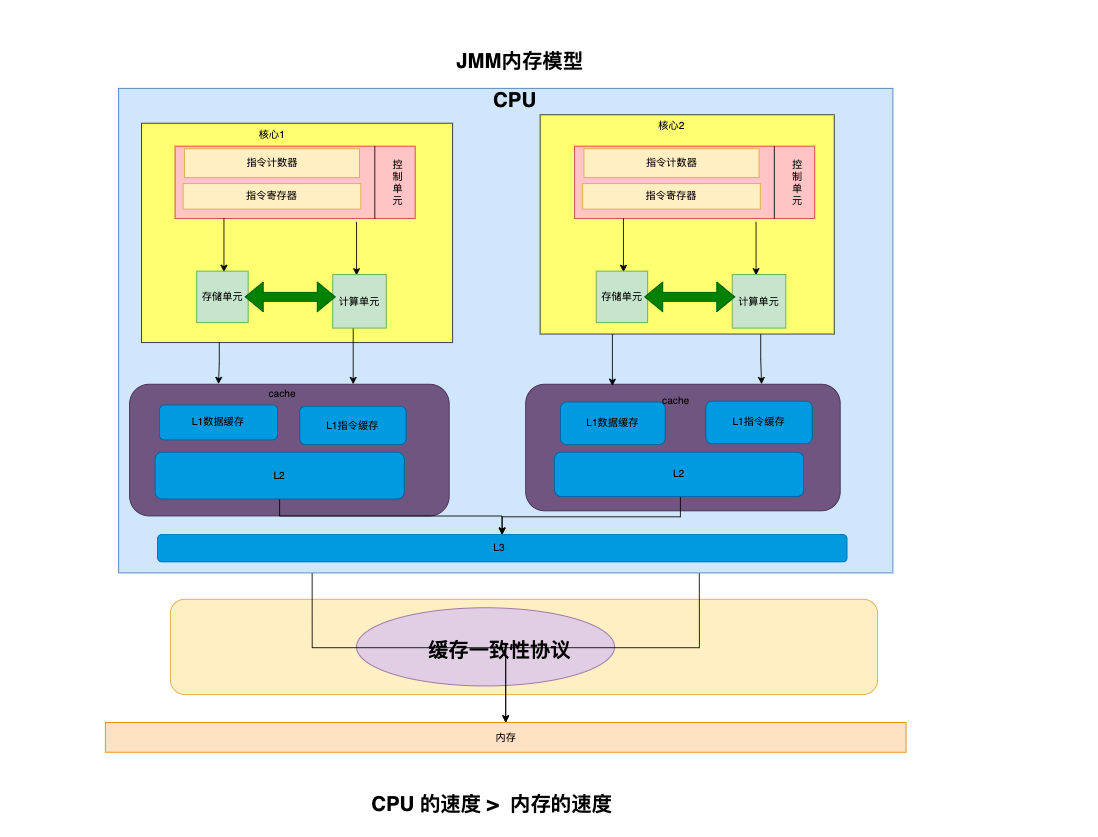 JMM内存模型
CPU
核心1
指令计数器
指令寄存器
控制单元
存储单元
计算单元
核心2
指令计数器
指令寄存器
控制单元
存储单元
计算单元
cache
L1数据缓存
L1指令缓存
L2
cache
L1数据缓存
L1指令缓存
L2
L3
缓存一致性协议
内存
CPU 的速度 > 内存的速度